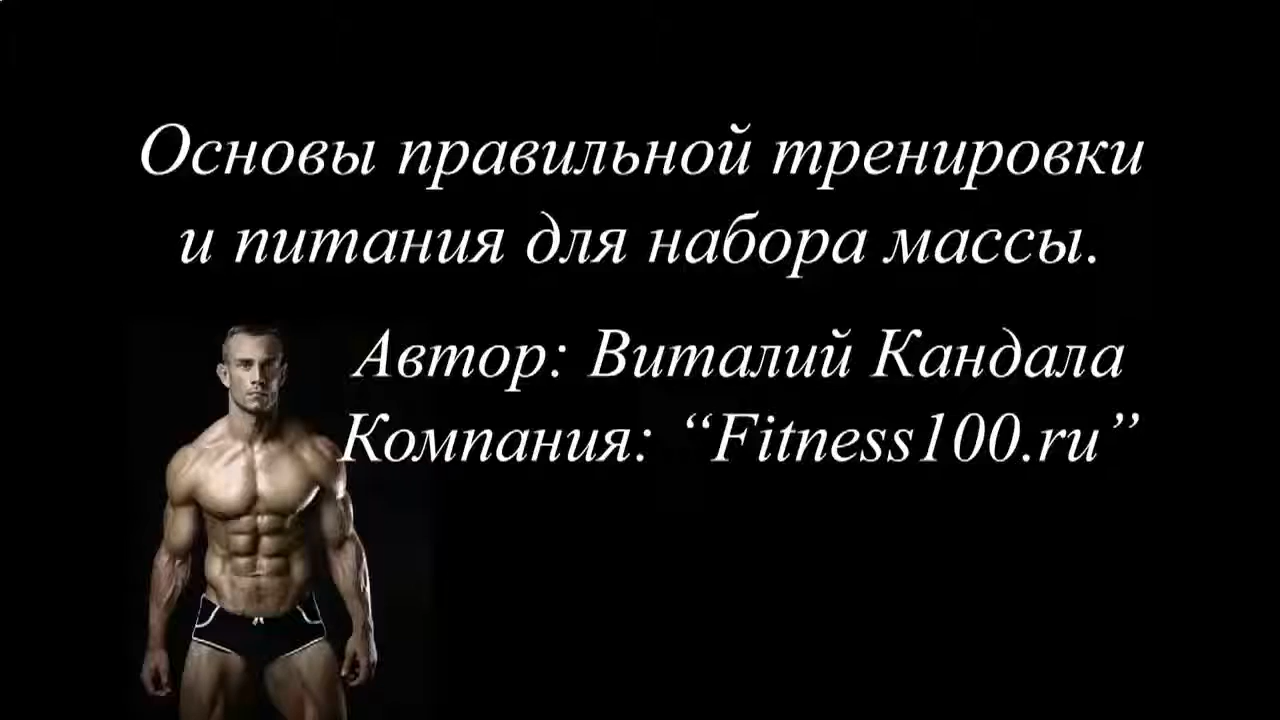 Основы правильной тренировки
и питания для набора массы.
Автор: Виталий Кандала
Компания: “Fitness100.ru”